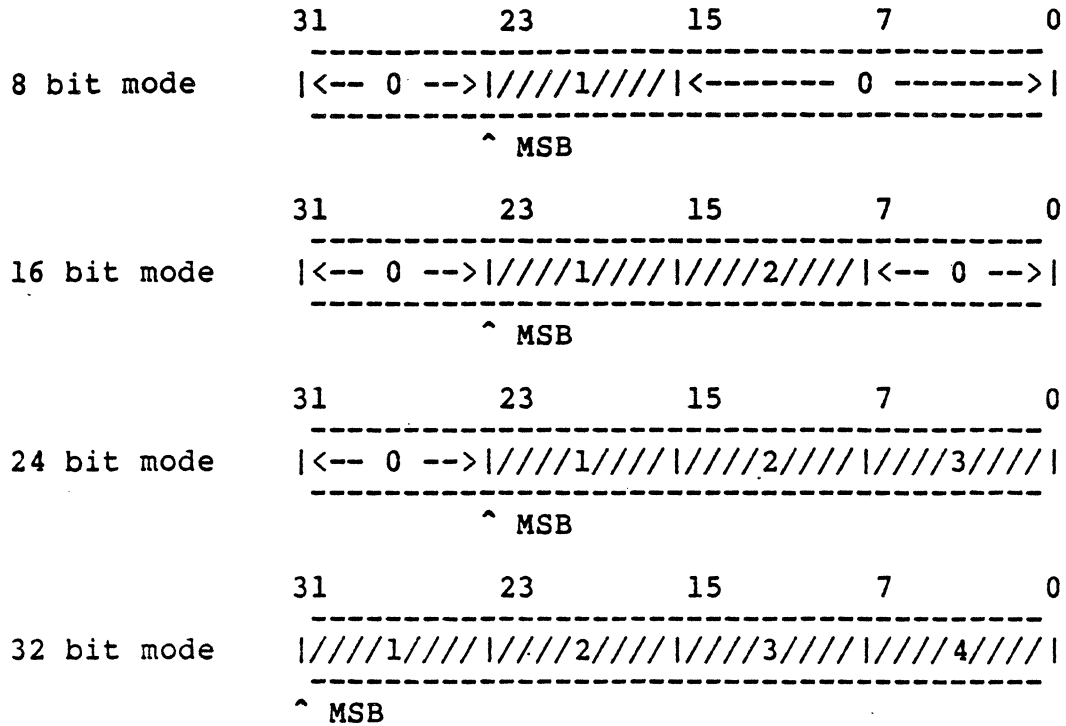 31 23 15 7 0
8 bit mode |<-- 0 -->|////1////|<------- 0 ------->|
^ MSB
31 23 15 7 0
16 bit mode |<-- 0 -->|////1////|////2////|<-- 0 -->|
^ MSB
31 23 15 7 0
24 bit mode |<-- 0 -->|////1////|////2////|////3////|
^ MSB
31 23 15 7 0
32 bit mode |////1////|////2////|////3////|////4////|
^ MSB